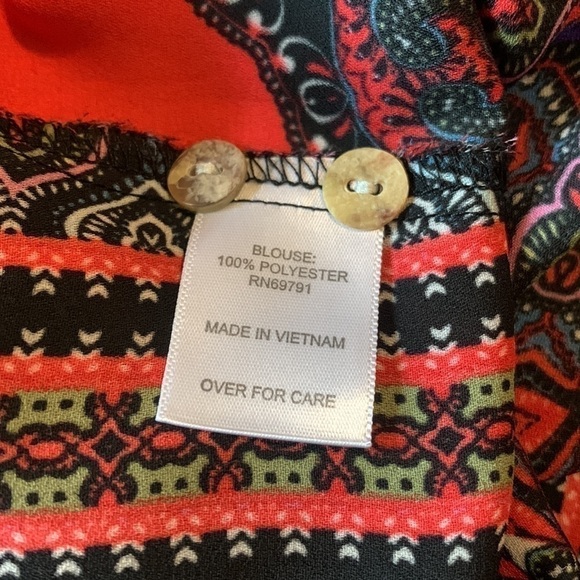 BLOUSE:
100% POLYESTER
RN69791
MADE IN VIETNAM
OVER FOR CARE